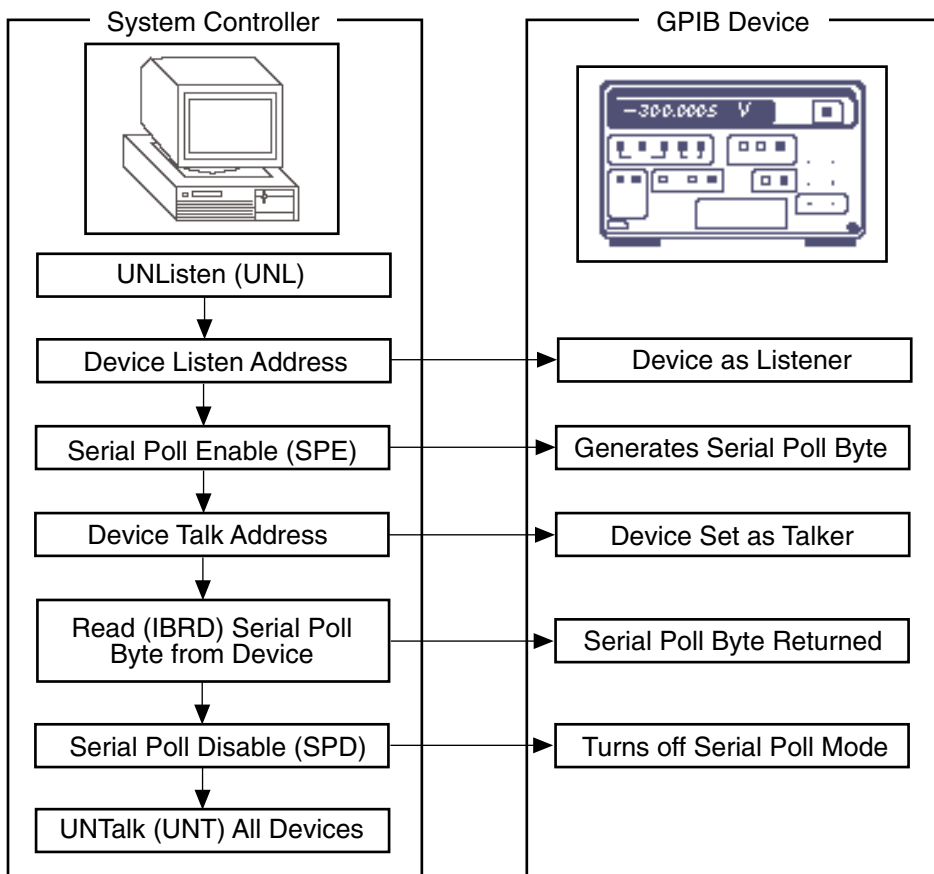 System Controller
GPIB Device
-300.000S V
UNListen (UNL)
Device Listen Address
Device as Listener
Serial Poll Enable (SPE)
Generates Serial Poll Byte
Device Talk Address
Device Set as Talker
Read (IBRD) Serial Poll
Byte from Device
Serial Poll Byte Returned
Serial Poll Disable (SPD)
Turns off Serial Poll Mode
UNTalk (UNT) All Devices